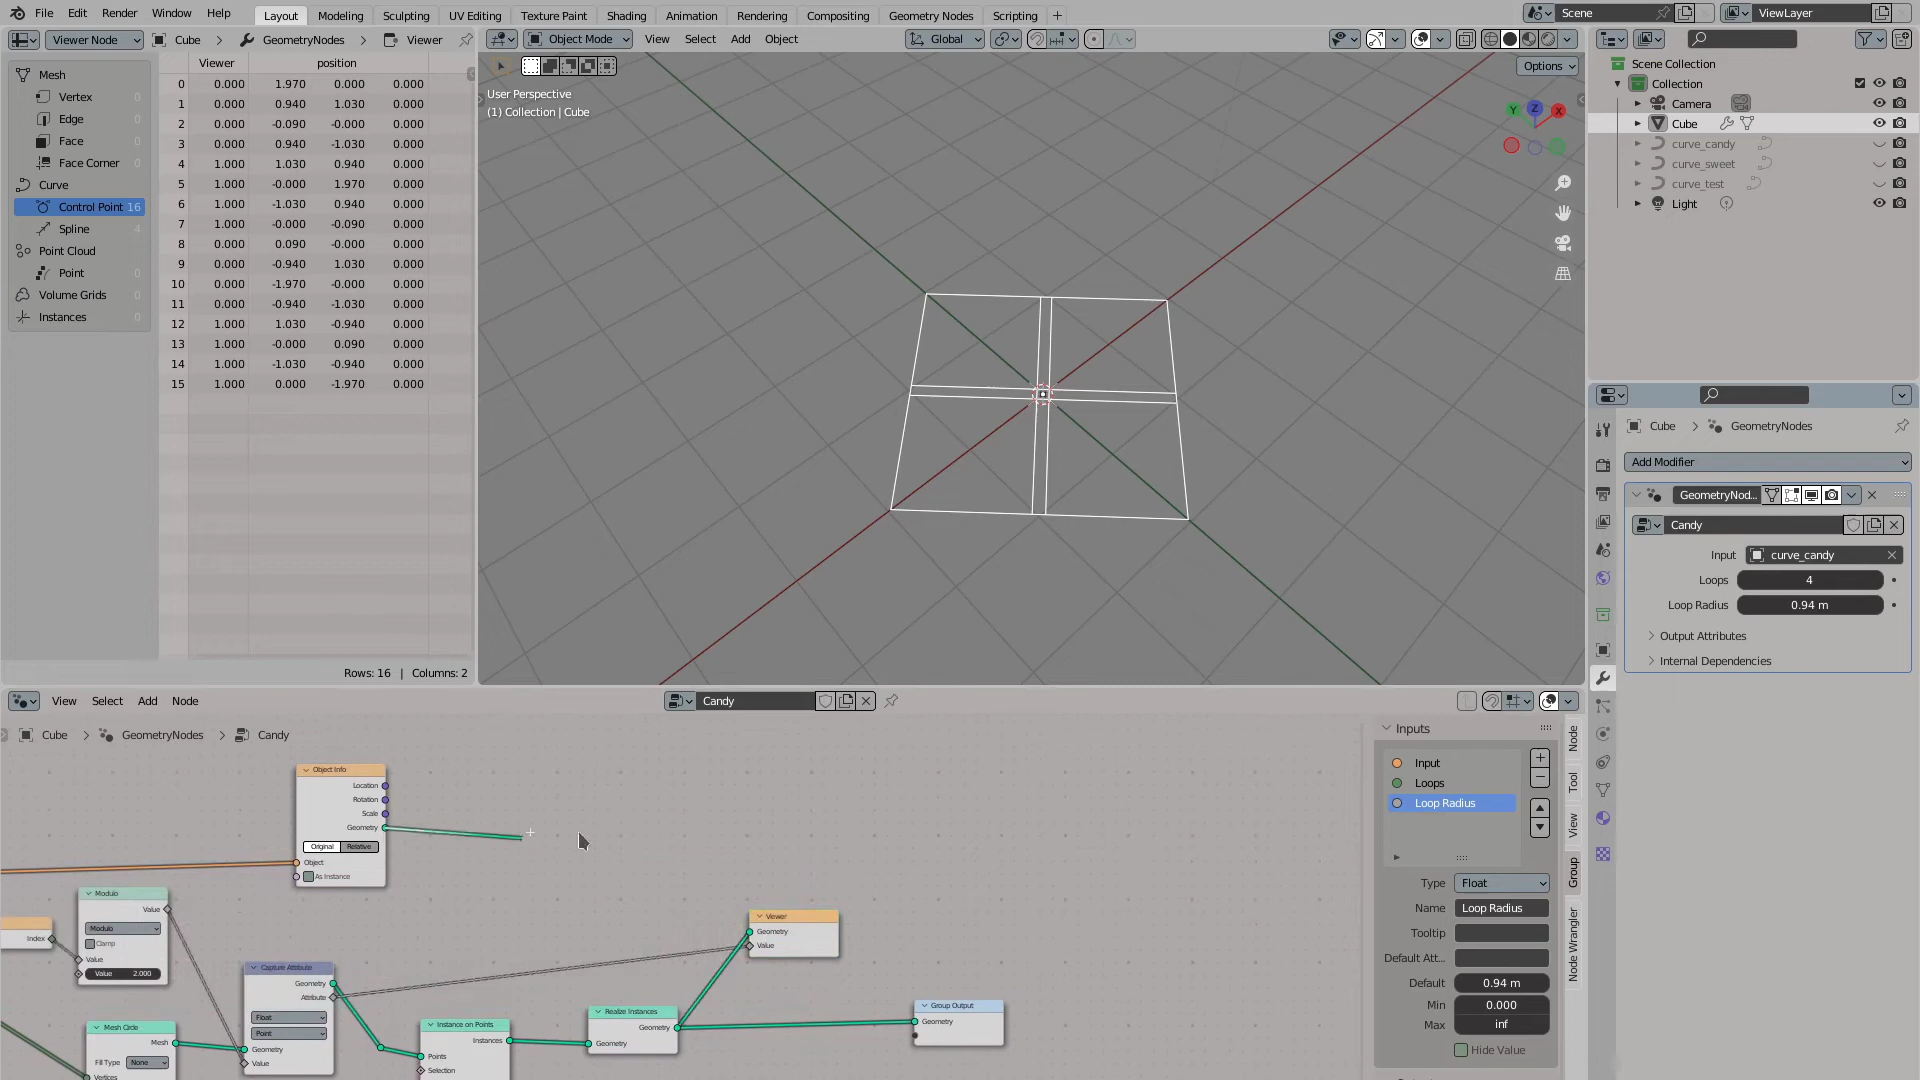 File Edit Render Window Help Layout Modeling Sculpting UV Editing Texture Paint Shading Animation Rendering Compositing Geometry Nodes Scripting + Scene ViewLayer
Viewer Node Cube > GeometryNodes > Viewer
Object Mode View Select Add Object Global
Options
Mesh
Vertex 0
Edge 0
Face 0
Face Corner 0
Curve
Control Point 16
Spline 4
Point Cloud
Point 0
Volume Grids 0
Instances 0
Viewer position
0 0.000 1.970 0.000 0.000
1 0.000 0.940 1.030 0.000
2 0.000 -0.090 -0.000 0.000
3 0.000 0.940 -1.030 0.000
4 1.000 1.030 0.940 0.000
5 1.000 -0.000 1.970 0.000
6 1.000 -1.030 0.940 0.000
7 1.000 -0.000 -0.090 0.000
8 0.000 0.090 -0.000 0.000
9 0.000 -0.940 1.030 0.000
10 0.000 -1.970 -0.000 0.000
11 0.000 -0.940 -1.030 0.000
12 1.000 1.030 -0.940 0.000
13 1.000 -0.000 0.090 0.000
14 1.000 -1.030 -0.940 0.000
15 1.000 0.000 -1.970 0.000
Rows: 16 | Columns: 2
User Perspective
(1) Collection | Cube
Y Z X
Scene Collection
Collection
Camera
Cube
curve_candy
curve_sweet
curve_test
Light
Cube > GeometryNodes
Add Modifier
GeometryNod...
Candy
Input curve_candy
Loops 4
Loop Radius 0.94 m
Output Attributes
Internal Dependencies
View Select Add Node Candy
Cube > GeometryNodes > Candy
Object Info
Location
Rotation
Scale
Geometry
Original Relative
Object
As Instance
Modulo
Value
Modulo
Clamp
Value
Value 2.000
Index
Capture Attribute
Geometry
Attribute
Float
Point
Geometry
Value
Mesh Circle
Mesh
Fill Type None
Vertices
Instance on Points
Instances
Points
Selection
Realize Instances
Geometry
Geometry
Viewer
Geometry
Value
Group Output
Geometry
Inputs
Input
Loops
Loop Radius
Type Float
Name Loop Radius
Tooltip
Default Att...
Default 0.94 m
Min 0.000
Max inf
Hide Value
Node
Tool
View
Group
Node Wrangler